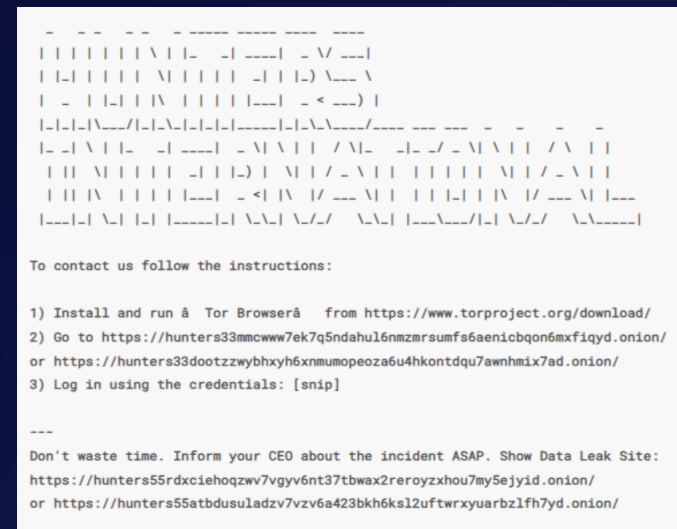 HUNTERS
INTERNATIONAL
To contact us follow the instructions:
1) Install and run â Tor Browserâ from https://www.torproject.org/download/
2) Go to https://hunters33mmcwww7ek7q5ndahul6nmzmrsumfs6aenicbqon6mxfiqyd.onion/
or https://hunters33dootzzwybhxyh6xnmumopeoza6u4hkontdqu7awnhmix7ad.onion/
3) Log in using the credentials: [snip]
---
Don't waste time. Inform your CEO about the incident ASAP. Show Data Leak Site:
https://hunters55rdxciehoqzwv7vgyv6nt37tbwax2reroyzxhou7my5ejyid.onion/
or https://hunters55atbdusuladzv7vzv6a423bkh6ksl2uftwrxyuarbzlfh7yd.onion/